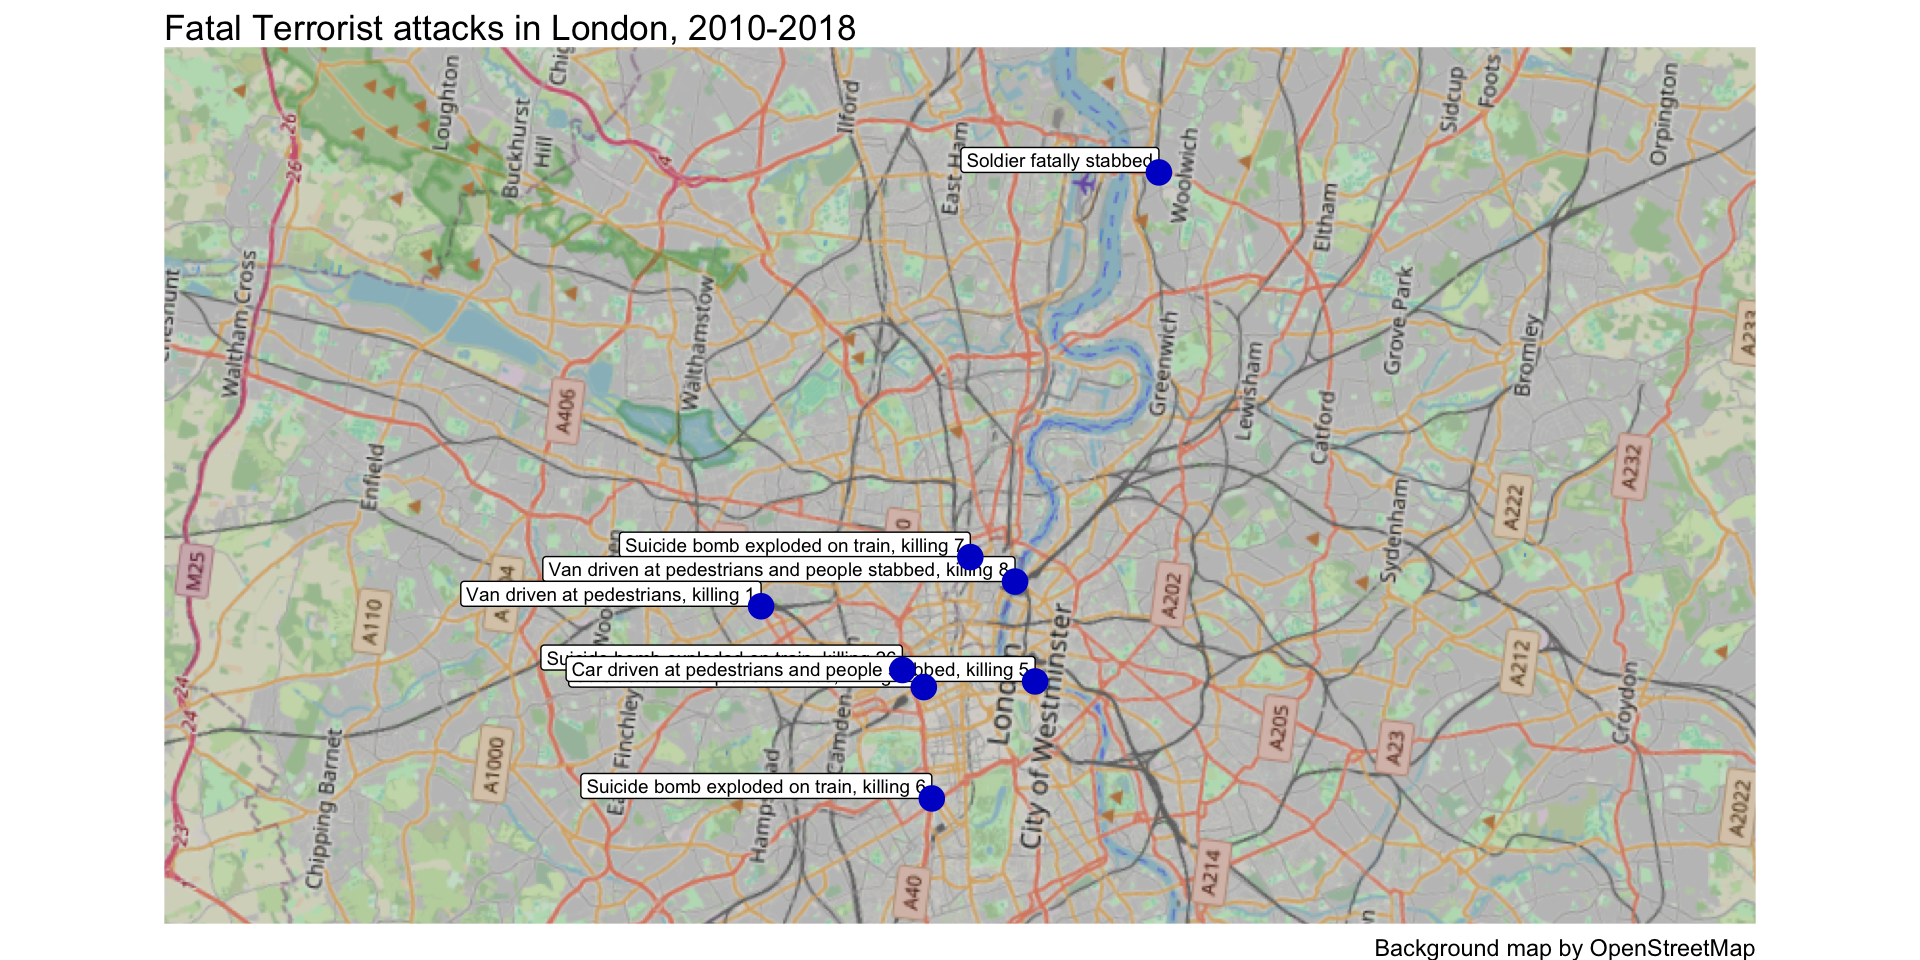 Fatal Terrorist attacks in London, 2010-2018
Loughton
Buckhurst
Hill
Chig
Ilford
East Ham
Woolwich
Sidcup
Foots
Orpington
26
26
4
Soldier fatally stabbed
Eltham
Waltham Cross
Walthamstow
Greenwich
Grove Park
Bromley
A233
Lewisham
Catford
A406
Enfield
A232
A222
Sydenham
M25
A110
Suicide bomb exploded on train, killing 7
Van driven at pedestrians and people stabbed, killing 8
Van driven at pedestrians, killing 1
A202
A212
Suicide bomb exploded on train, killing 26
Car driven at pedestrians and people bbed, killing 5
London
City of Westminster
Finchley
Camden
24
24
A1000
Chipping Barnet
A205
A23
Croydon
Suicide bomb exploded on train, killing 6
A2022
23
A40
A214
Background map by OpenStreetMap